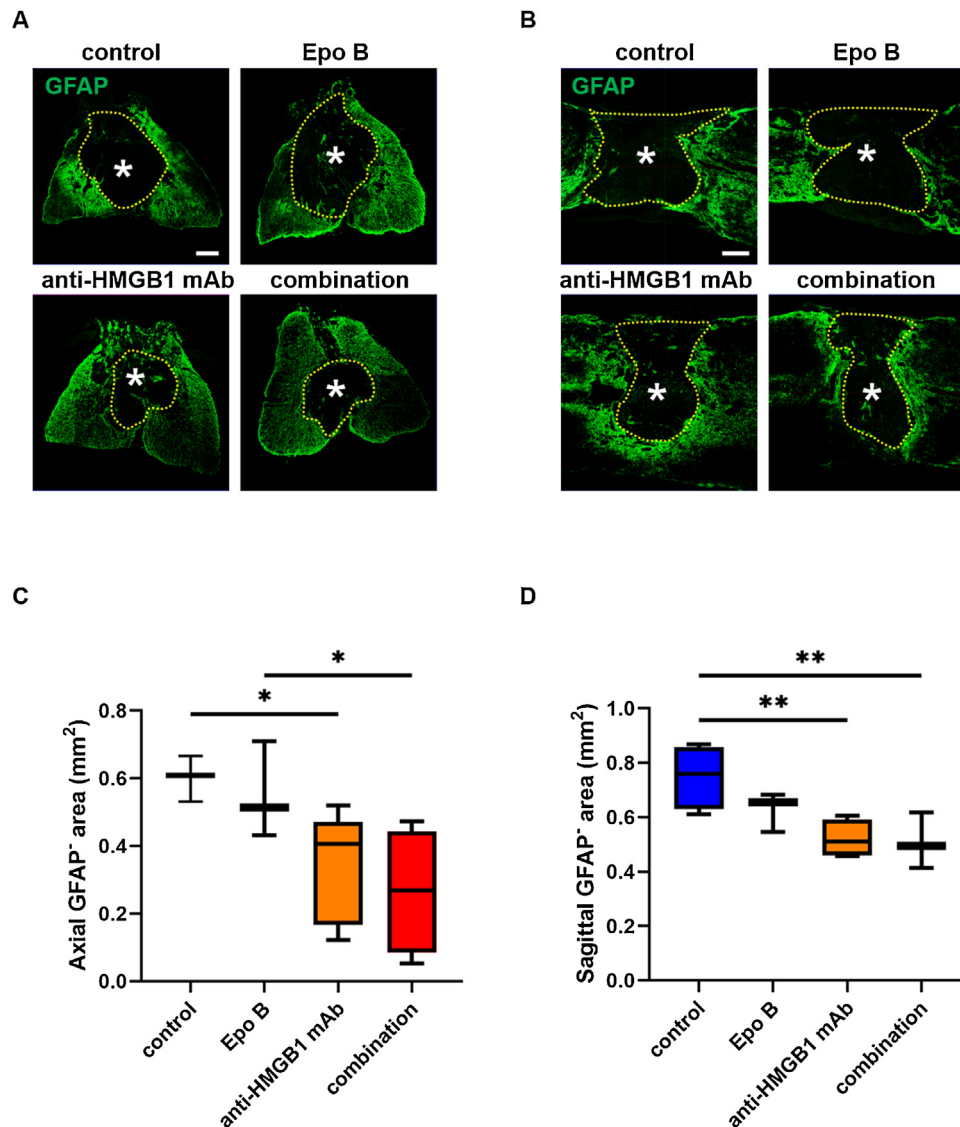 A
control
Epo B
GFAP
*
*
anti-HMGB1 mAb
combination
*
*
B
control
Epo B
GFAP
*
*
anti-HMGB1 mAb
combination
*
*
C
*
*
Axial GFAP⁻ area (mm²)
0.8
0.6
0.4
0.2
0.0
control
Epo B
anti-HMGB1 mAb
combination
D
**
**
Sagittal GFAP⁻ area (mm²)
1.0
0.8
0.6
0.4
0.2
0.0
control
Epo B
anti-HMGB1 mAb
combination